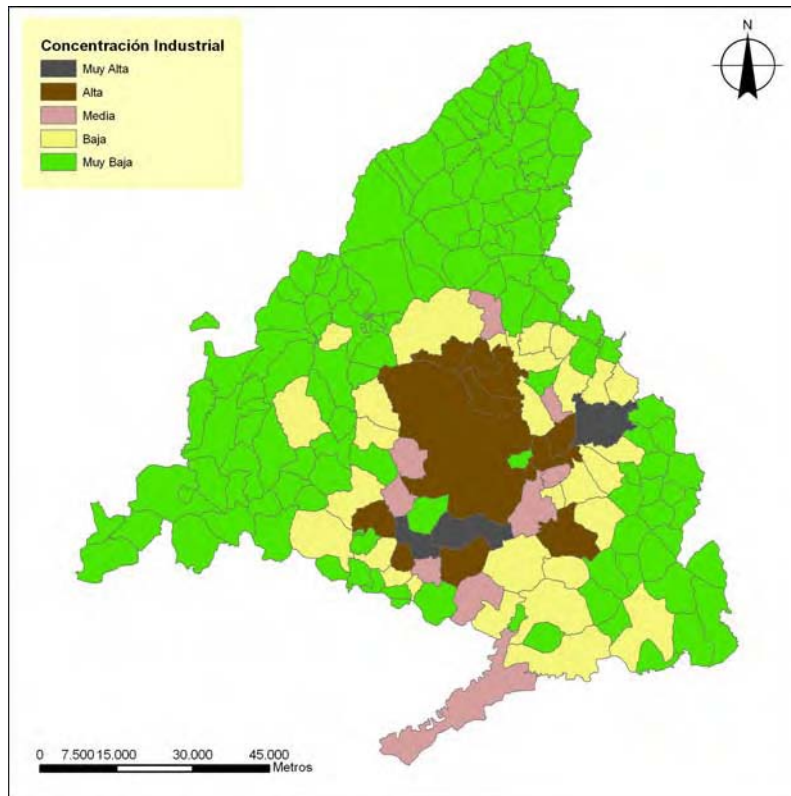 Concentración Industrial
Muy Alta
Alta
Media
Baja
Muy Baja
N
0 7.500 15.000 30.000 45.000
Metros